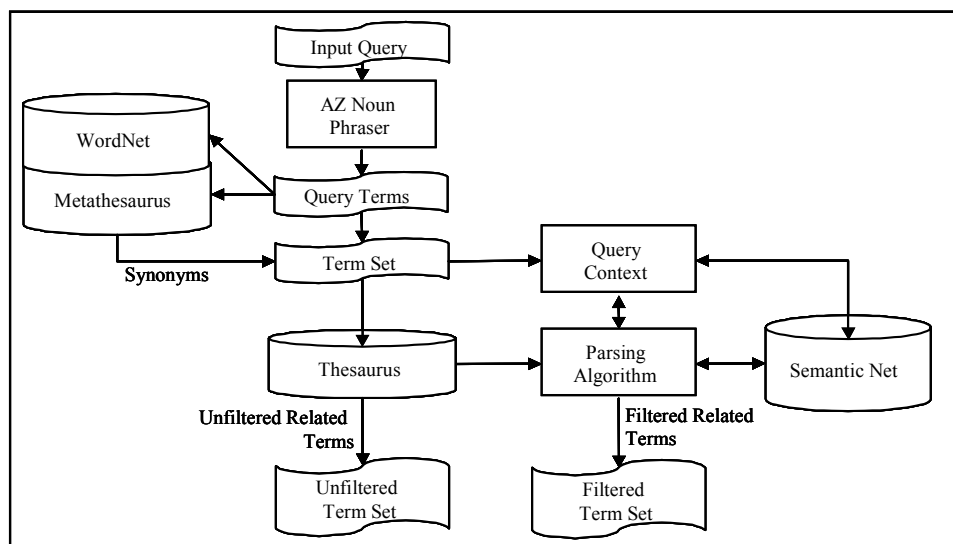 Input Query
AZ Noun
Phraser
WordNet
Metathesaurus
Query Terms
Synonyms
Term Set
Query
Context
Thesaurus
Parsing
Algorithm
Semantic Net
Unfiltered Related
Terms
Filtered Related
Terms
Unfiltered
Term Set
Filtered
Term Set